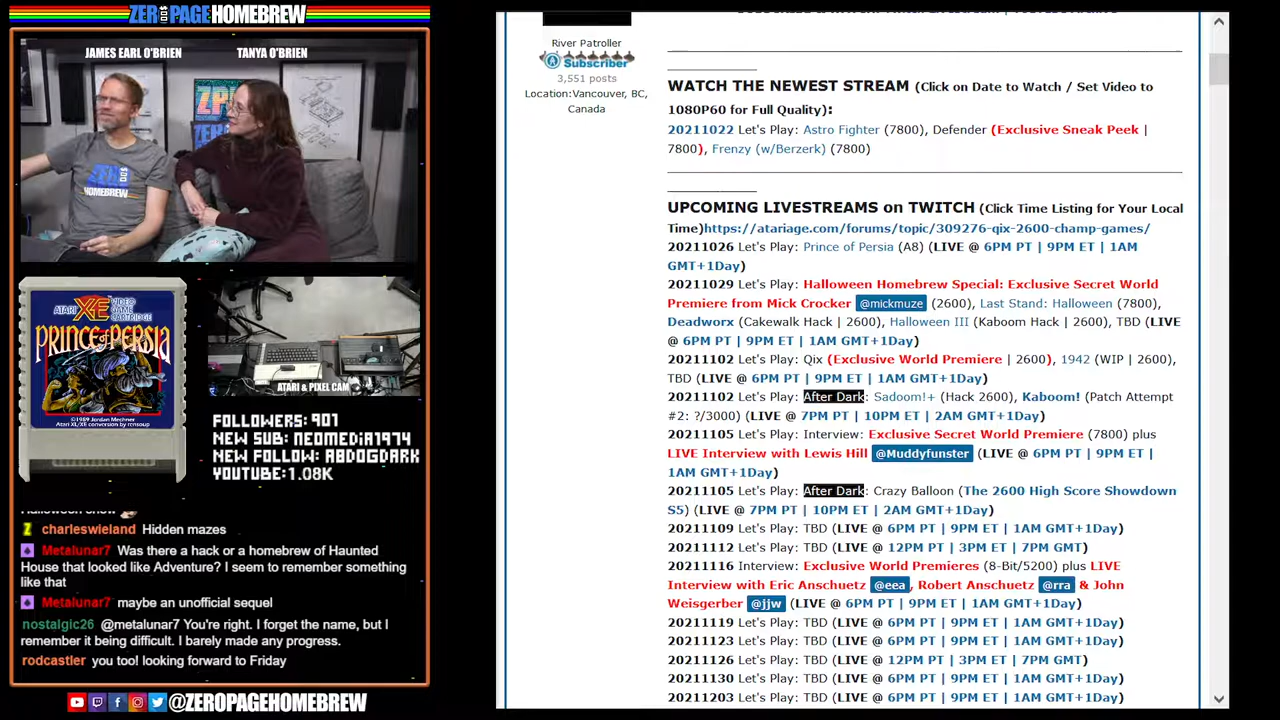 ZERO PAGE HOMEBREW
JAMES EARL O'BRIEN
TANYA O'BRIEN
ATARI XE VIDEO GAME CARTRIDGE
PRINCE OF PERSIA
©1989 Jordan Mechner
Atari XL/XE conversion by rensoup
ATARI & PIXEL CAM
FOLLOWERS: 901
NEW SUB: NEOMEDIA1974
NEW FOLLOW: ABDOGDARK
YOUTUBE: 1.08K
charleswieland Hidden mazes
Metalunar7 Was there a hack or a homebrew of Haunted
House that looked like Adventure? I seem to remember something
like that
Metalunar7 maybe an unofficial sequel
nostalgic26 @metalunar7 You're right. I forget the name, but I
remember it being difficult. I barely made any progress.
rodcastler you too! looking forward to Friday
@ZEROPAGEHOMEBREW
River Patroller
Subscriber
3,551 posts
Location:Vancouver, BC,
Canada
WATCH THE NEWEST STREAM (Click on Date to Watch / Set Video to
1080P60 for Full Quality):
20211022 Let's Play: Astro Fighter (7800), Defender (Exclusive Sneak Peek |
7800), Frenzy (w/Berzerk) (7800)
UPCOMING LIVESTREAMS on TWITCH (Click Time Listing for Your Local
Time)https://atariage.com/forums/topic/309276-qix-2600-champ-games/
20211026 Let's Play: Prince of Persia (A8) (LIVE @ 6PM PT | 9PM ET | 1AM
GMT+1Day)
20211029 Let's Play: Halloween Homebrew Special: Exclusive Secret World
Premiere from Mick Crocker @mickmuze (2600), Last Stand: Halloween (7800),
Deadworx (Cakewalk Hack | 2600), Halloween III (Kaboom Hack | 2600), TBD (LIVE
@ 6PM PT | 9PM ET | 1AM GMT+1Day)
20211102 Let's Play: Qix (Exclusive World Premiere | 2600), 1942 (WIP | 2600),
TBD (LIVE @ 6PM PT | 9PM ET | 1AM GMT+1Day)
20211102 Let's Play: After Dark: Sadoom!+ (Hack 2600), Kaboom! (Patch Attempt
#2: ?/3000) (LIVE @ 7PM PT | 10PM ET | 2AM GMT+1Day)
20211105 Interview: Exclusive Secret World Premiere (7800) plus
LIVE Interview with Lewis Hill @Muddyfunster (LIVE @ 6PM PT | 9PM ET |
1AM GMT+1Day)
20211105 Let's Play: After Dark: Crazy Balloon (The 2600 High Score Showdown
S5) (LIVE @ 7PM PT | 10PM ET | 2AM GMT+1Day)
20211109 Let's Play: TBD (LIVE @ 6PM PT | 9PM ET | 1AM GMT+1Day)
20211112 Let's Play: TBD (LIVE @ 12PM PT | 3PM ET | 7PM GMT)
20211116 Interview: Exclusive World Premieres (8-Bit/5200) plus LIVE
Interview with Eric Anschuetz @eea, Robert Anschuetz @rra & John
Weisgerber @jjw (LIVE @ 6PM PT | 9PM ET | 1AM GMT+1Day)
20211119 Let's Play: TBD (LIVE @ 6PM PT | 9PM ET | 1AM GMT+1Day)
20211123 Let's Play: TBD (LIVE @ 6PM PT | 9PM ET | 1AM GMT+1Day)
20211126 Let's Play: TBD (LIVE @ 12PM PT | 3PM ET | 7PM GMT)
20211130 Let's Play: TBD (LIVE @ 6PM PT | 9PM ET | 1AM GMT+1Day)
20211203 Let's Play: TBD (LIVE @ 6PM PT | 9PM ET | 1AM GMT+1Day)